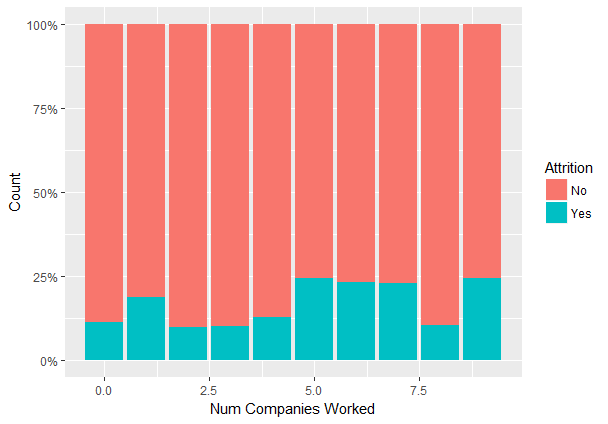 100%
75%
50%
25%
0%
Count
0.0 2.5 5.0 7.5
Num Companies Worked
Attrition
No
Yes